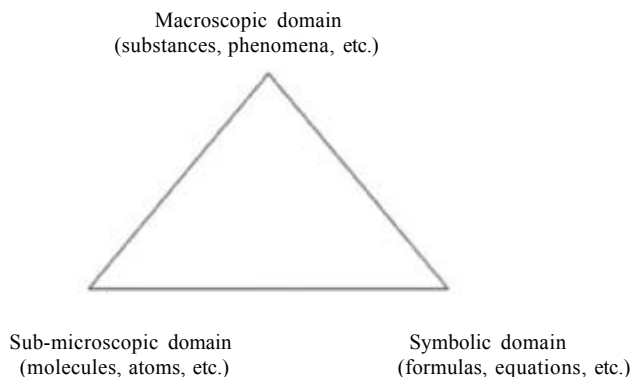 Macroscopic domain
(substances, phenomena, etc.)
Sub-microscopic domain
(molecules, atoms, etc.)
Symbolic domain
(formulas, equations, etc.)